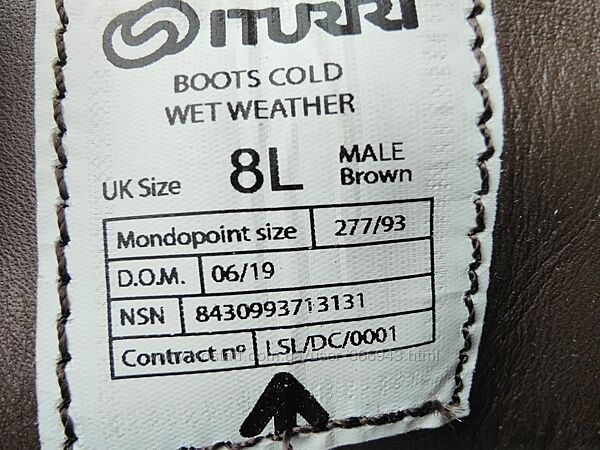 ITURRI
BOOTS COLD
WET WEATHER
UK Size 8L MALE
Brown
Mondopoint size 277/93
D.O.M. 06/19
NSN 8430993713131
Contract nº LSL/DC/0001